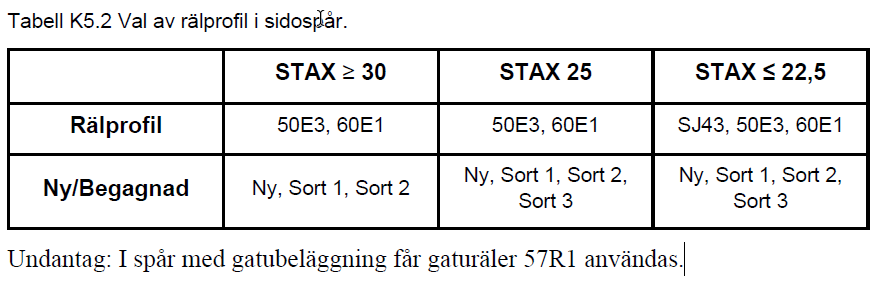 Tabell K5.2 Val av rälprofil i sidospår.
STAX ≥ 30 STAX 25 STAX ≤ 22,5
Rälprofil 50E3, 60E1 50E3, 60E1 SJ43, 50E3, 60E1
Ny/Begagnad Ny, Sort 1, Sort 2 Ny, Sort 1, Sort 2, Sort 3 Ny, Sort 1, Sort 2, Sort 3
Undantag: I spår med gatubeläggning får gaturäler 57R1 användas.